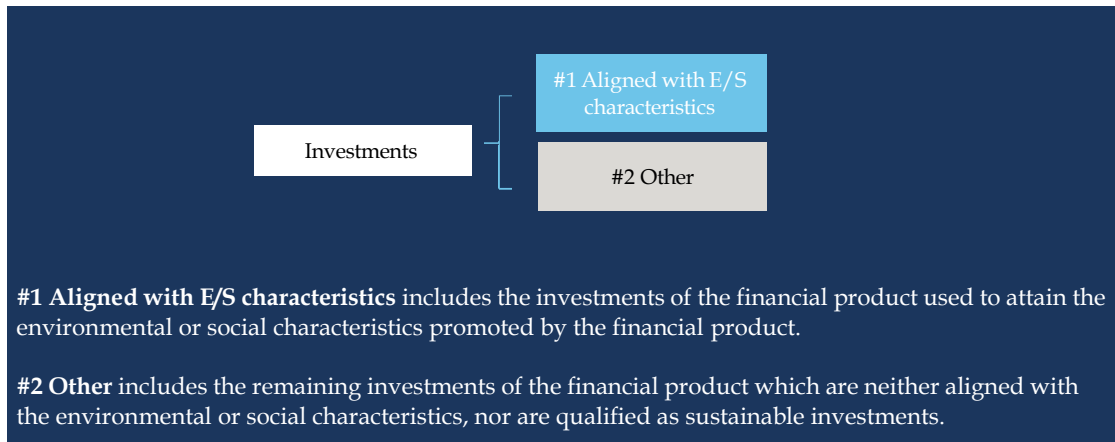 #1 Aligned with E/S
characteristics
Investments
#2 Other
#1 Aligned with E/S characteristics includes the investments of the financial product used to attain the
environmental or social characteristics promoted by the financial product.
#2 Other includes the remaining investments of the financial product which are neither aligned with
the environmental or social characteristics, nor are qualified as sustainable investments.